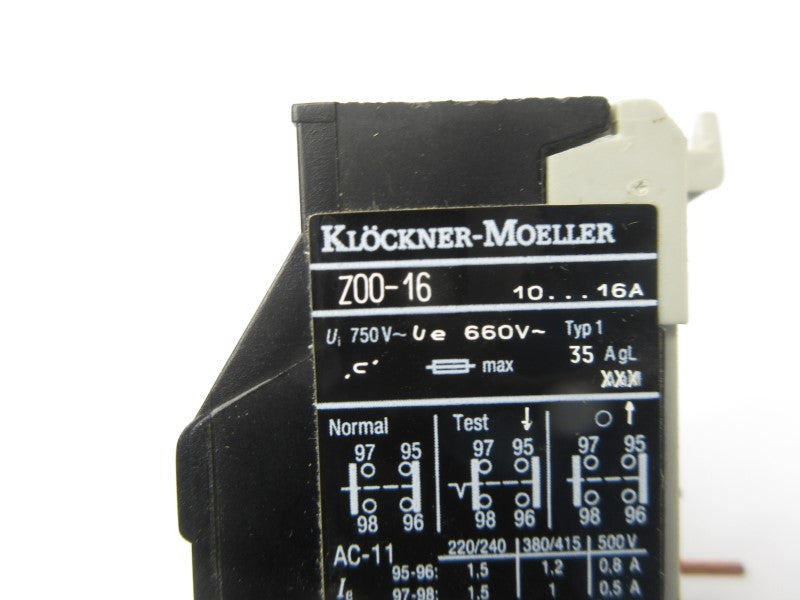 KLÖCKNER-MOELLER
Z00-16 10...16A
Ui 750V~ Ue 660V~ Typ 1
35 AgL
max
Normal Test ↓ ↑
97 95 97 95 97 95
98 96 98 96 98 96
AC-11 220/240 380/415 500V
95-96: 1,5 1,2 0,8 A
Ie 97-98: 1,5 1 0,5 A